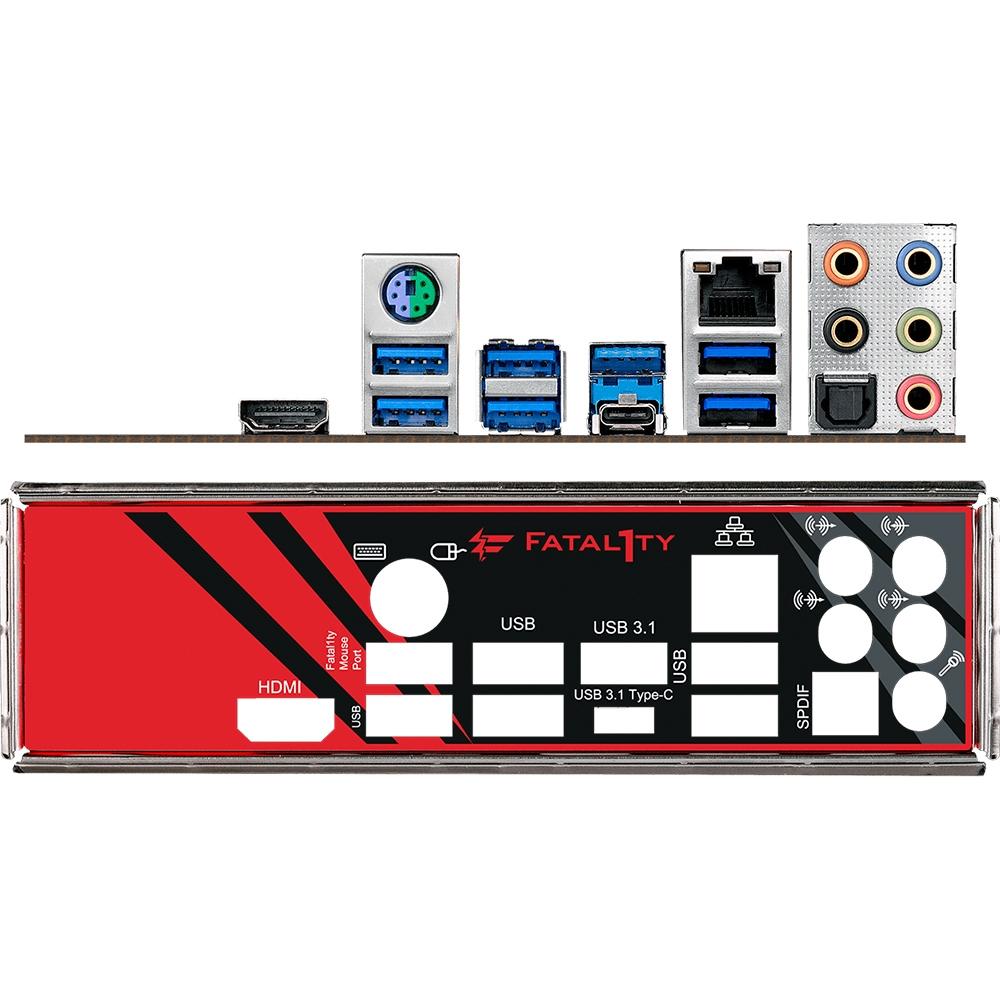 FATAL1TY
USB
USB 3.1
Fatal1ty
Mouse
Port
USB
HDMI
USB 3.1 Type-C
USB
SPDIF